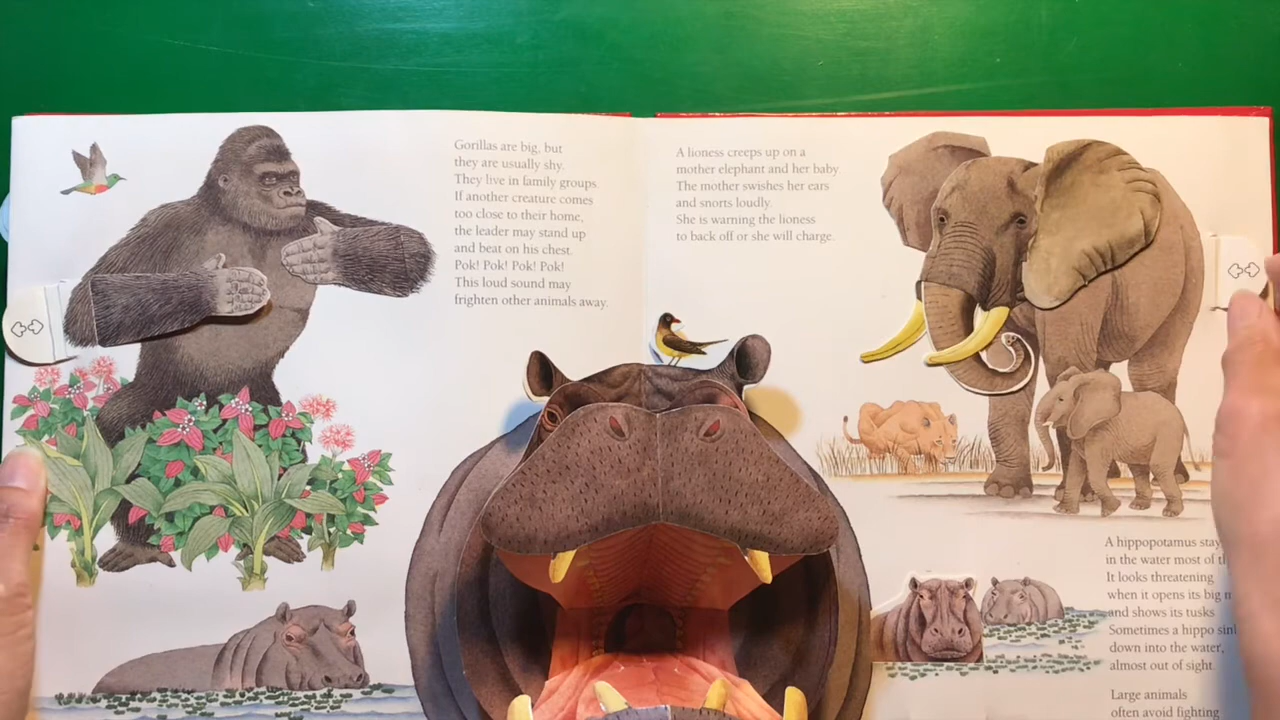 Gorillas are big, but
they are usually shy.
They live in family groups.
If another creature comes
too close to their home,
the leader may stand up
and beat on his chest.
Pok! Pok! Pok! Pok!
This loud sound may
frighten other animals away.
A lioness creeps up on a
mother elephant and her baby
The mother swishes her ears
and snorts loudly.
She is warning the lioness
to back off or she will charge.
A hippopotamus stay
in the water most of
It looks threatening
when it opens its big
and shows its tusks
Sometimes a hippo
down into the water,
almost out of sight.
Large animals
often avoid fighting